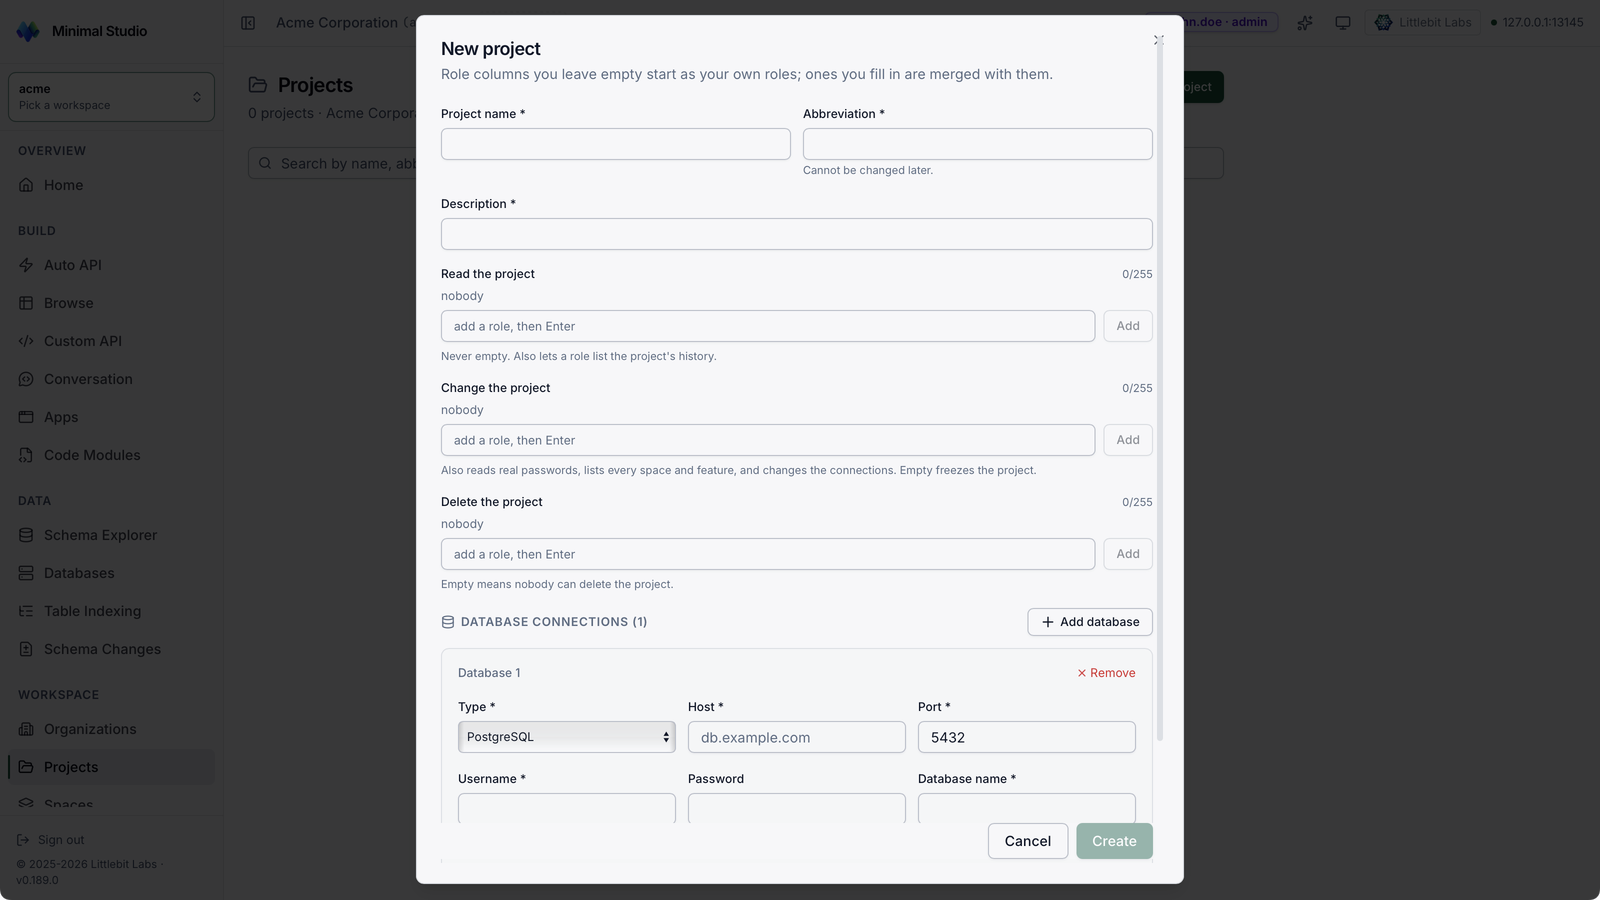 Minimal Studio
Acme Corporation
nn.doe · admin
Littlebit Labs
127.0.0.1:13145
acme
Pick a workspace
Projects
0 projects · Acme Corpora
oject
Search by name, abb
OVERVIEW
Home
BUILD
Auto API
Browse
Custom API
Conversation
Apps
Code Modules
DATA
Schema Explorer
Databases
Table Indexing
Schema Changes
WORKSPACE
Organizations
Projects
Spaces
Sign out
© 2025-2026 Littlebit Labs ·
v0.189.0
New project
Role columns you leave empty start as your own roles; ones you fill in are merged with them.
Project name * Abbreviation *
Cannot be changed later.
Description *
Read the project 0/255
nobody
add a role, then Enter Add
Never empty. Also lets a role list the project's history.
Change the project 0/255
nobody
add a role, then Enter Add
Also reads real passwords, lists every space and feature, and changes the connections. Empty freezes the project.
Delete the project 0/255
nobody
add a role, then Enter Add
Empty means nobody can delete the project.
DATABASE CONNECTIONS (1) Add database
Database 1 Remove
Type * Host * Port *
PostgreSQL db.example.com 5432
Username * Password Database name *
Cancel Create